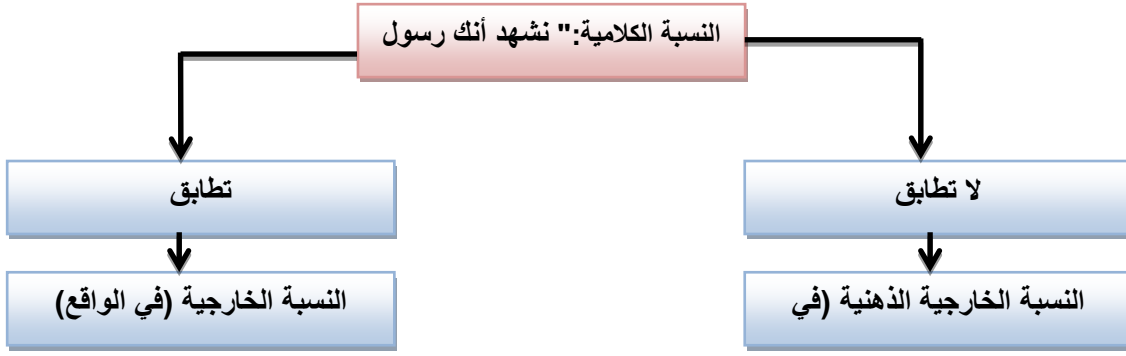 النسبة الكلامية:" نشهد أنك رسول
لا تطابق
تطابق
النسبة الخارجية الذهنية (في
النسبة الخارجية (في الواقع)